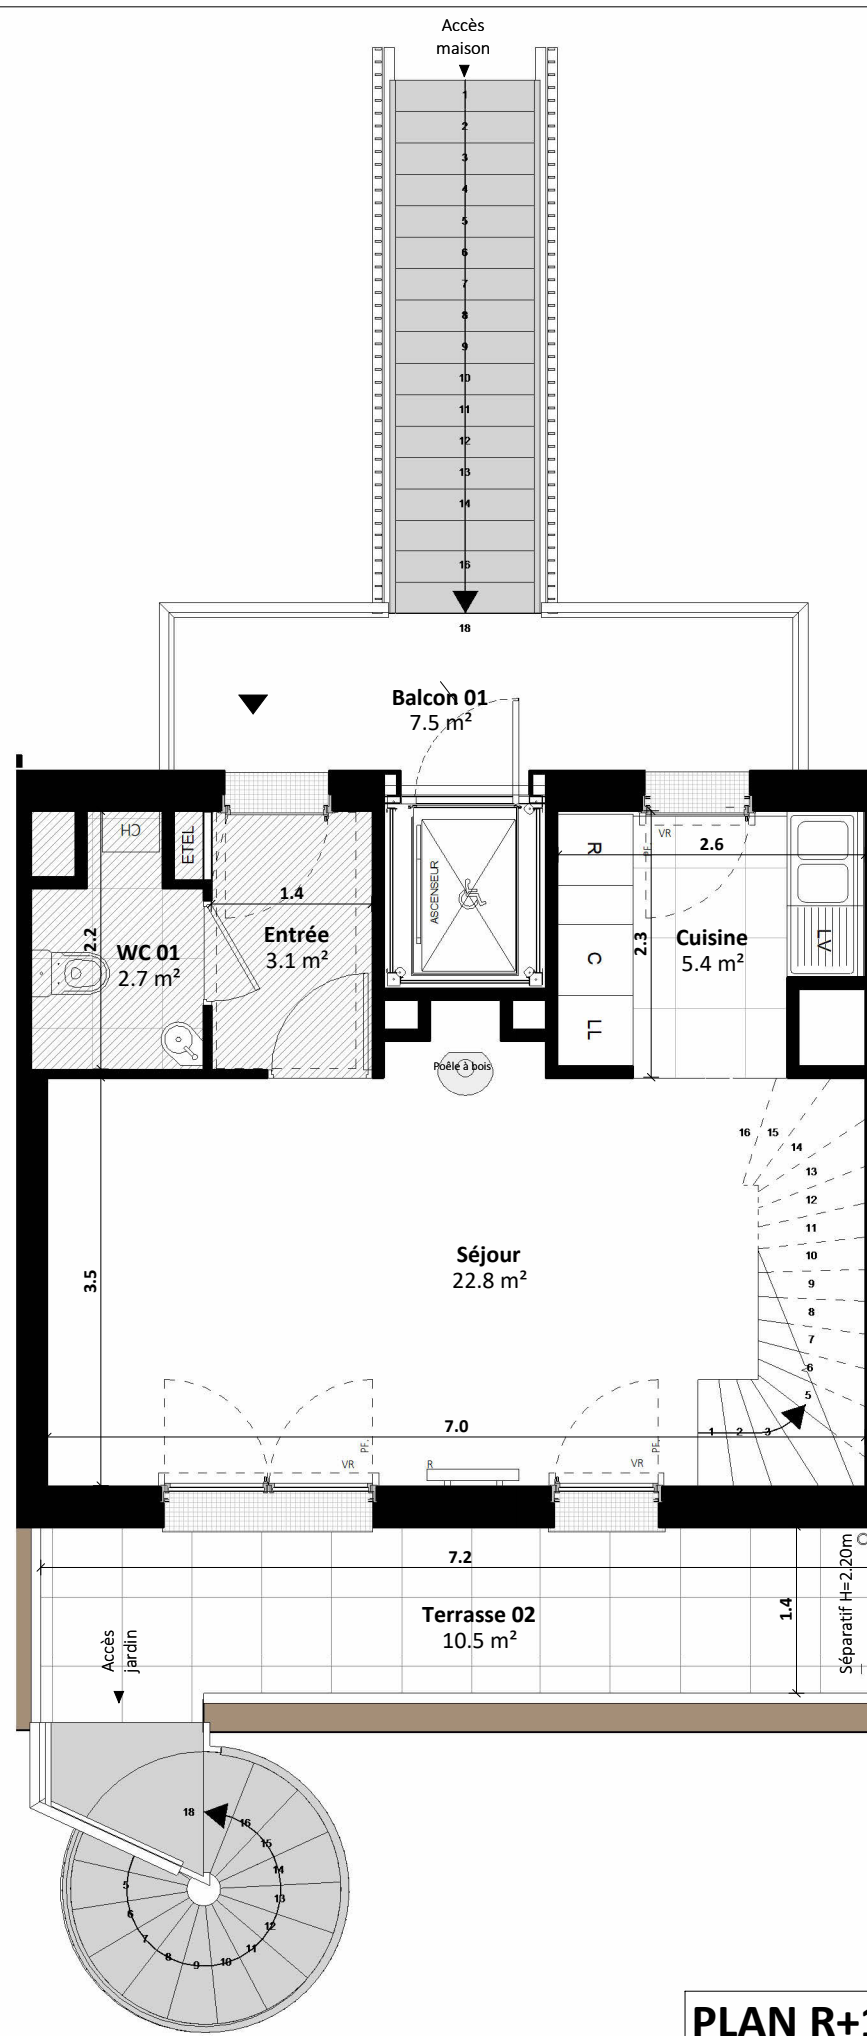 Accès
maison
1
2
3
4
5
6
7
8
9
10
11
12
13
14
16
18
Balcon 01
7.5 m²
CH
ETEL
ASCENSEUR
R
VR
PF.
2.6
1.4
2.2
WC 01
2.7 m²
Entrée
3.1 m²
2.3
Cuisine
5.4 m²
C
LV
LL
Poêle à bois
16
15
14
13
12
11
10
9
8
7
6
5
3
2
1
Séjour
22.8 m²
3.5
7.0
PF.
VR
R
PF.
VR
7.2
Terrasse 02
10.5 m²
1.4
Séparatif H=2.20m
Accès
jardin
18
16
15
14
13
12
11
10
9
8
7
6
5
PLAN R+1